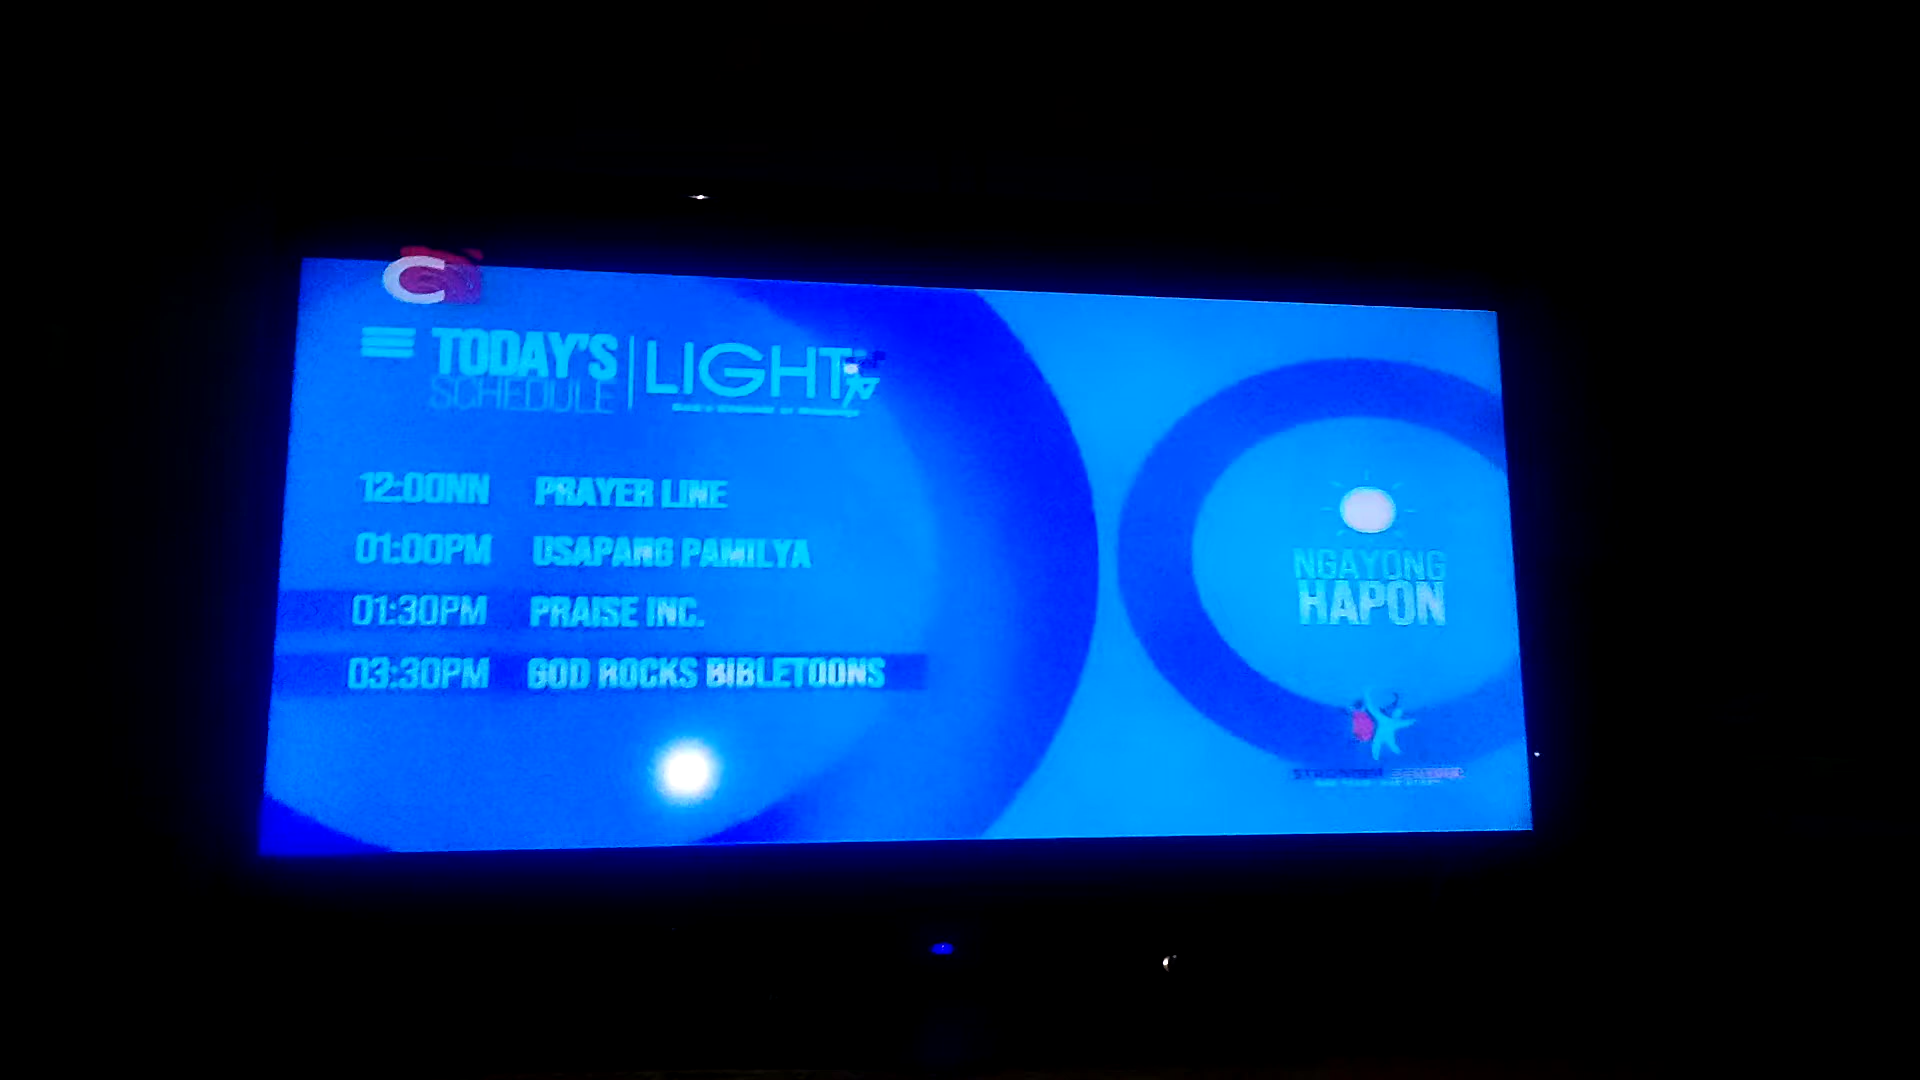 TODAY'S
SCHEDULE
LIGHT
12:00NN PRAYER LINE
01:00PM USAPANG PAMILYA
01:30PM PRAISE INC.
03:30PM GOD ROCKS BIBLETOONS
NGAYONG
HAPON